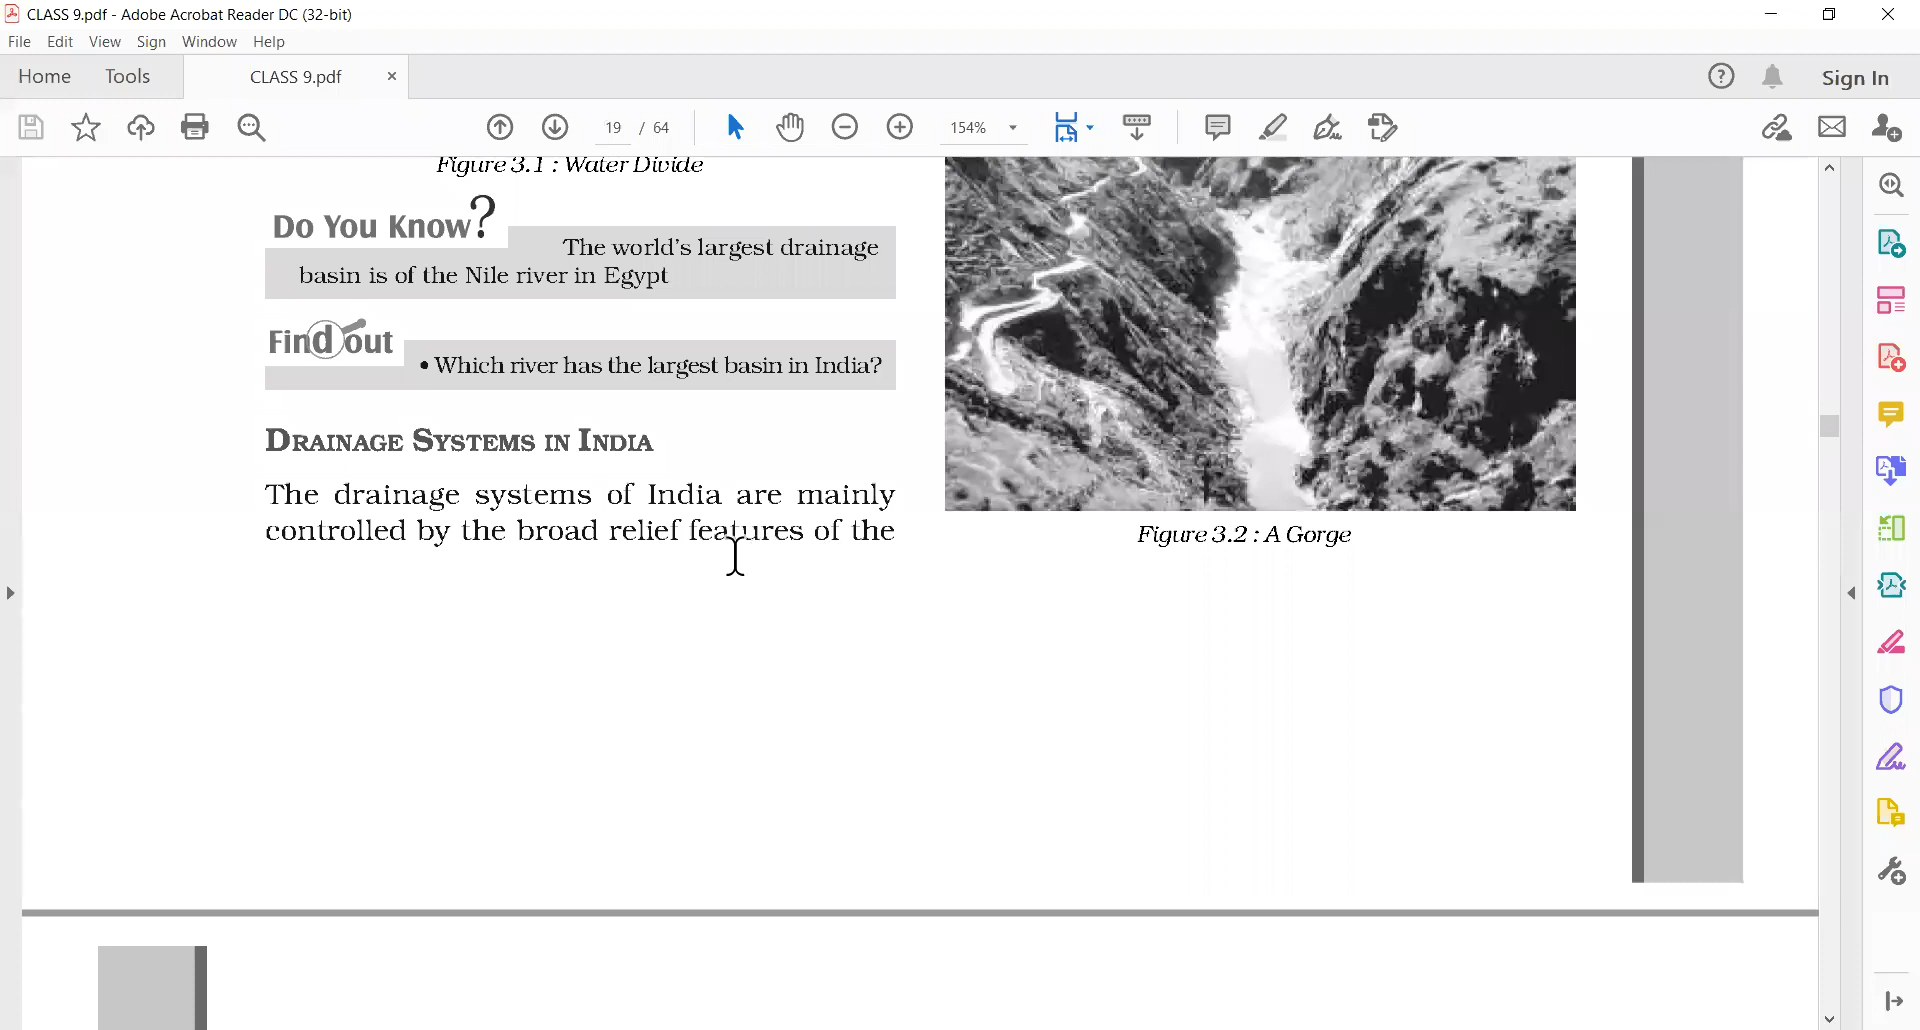 CLASS 9.pdf - Adobe Acrobat Reader DC (32-bit)
File Edit View Sign Window Help
Home Tools CLASS 9.pdf Sign In
19 / 64 154%
Figure 3.1 : Water Divide
Do You Know?
The world's largest drainage
basin is of the Nile river in Egypt
Find out
• Which river has the largest basin in India?
DRAINAGE SYSTEMS IN INDIA
The drainage systems of India are mainly
controlled by the broad relief features of the
Figure 3.2 : A Gorge